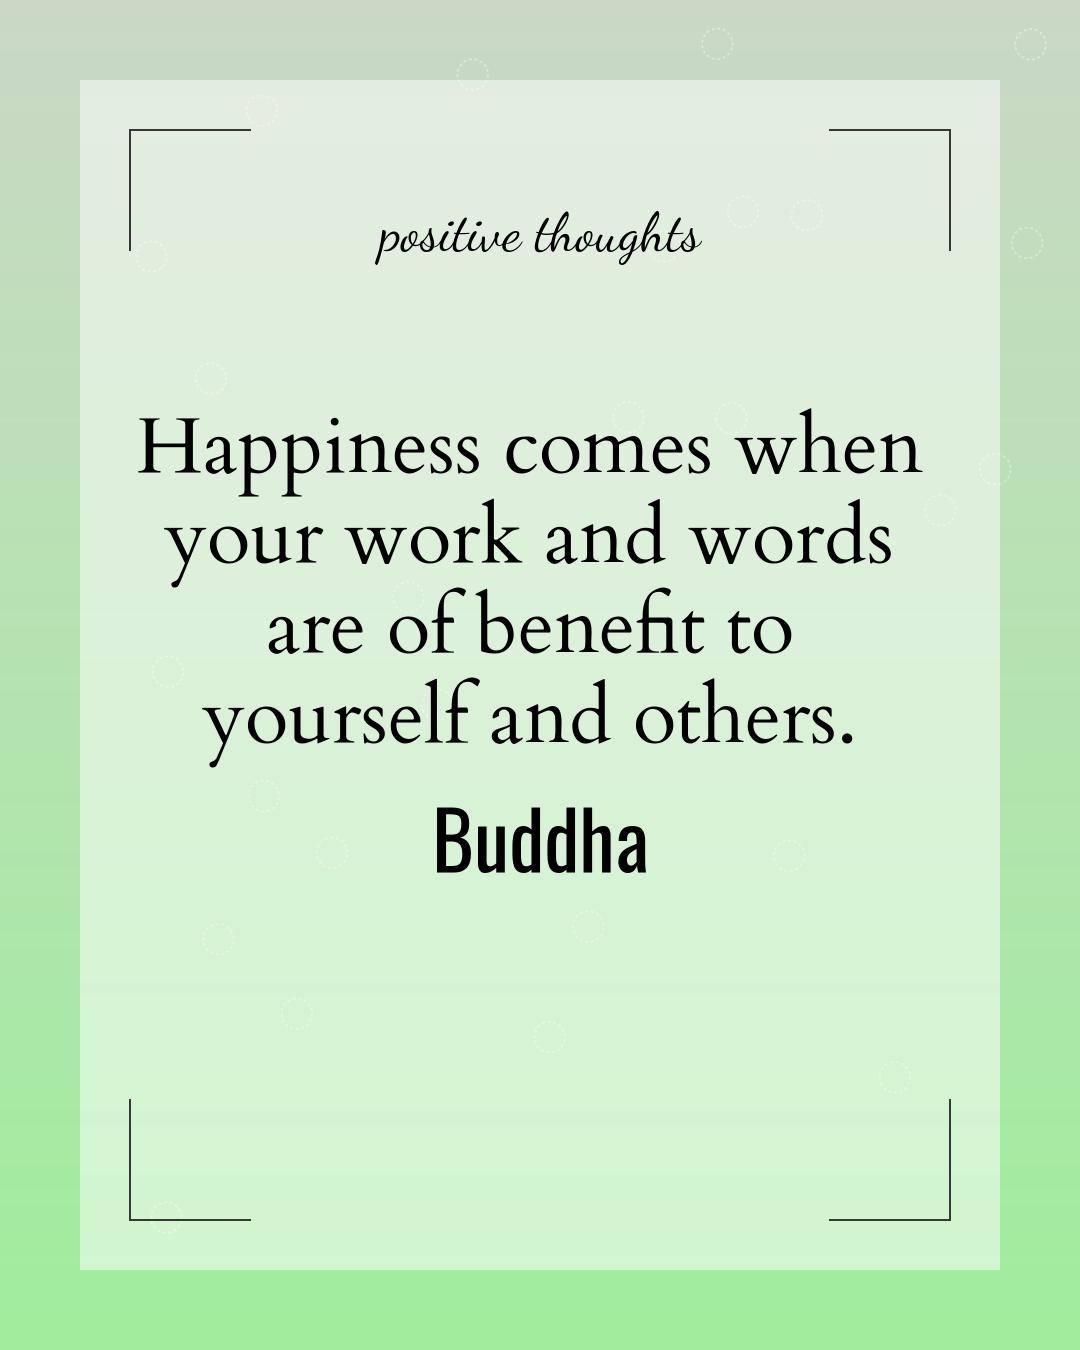 positive thoughts
Happiness comes when
your work and words
are of benefit to
yourself and others.
Buddha